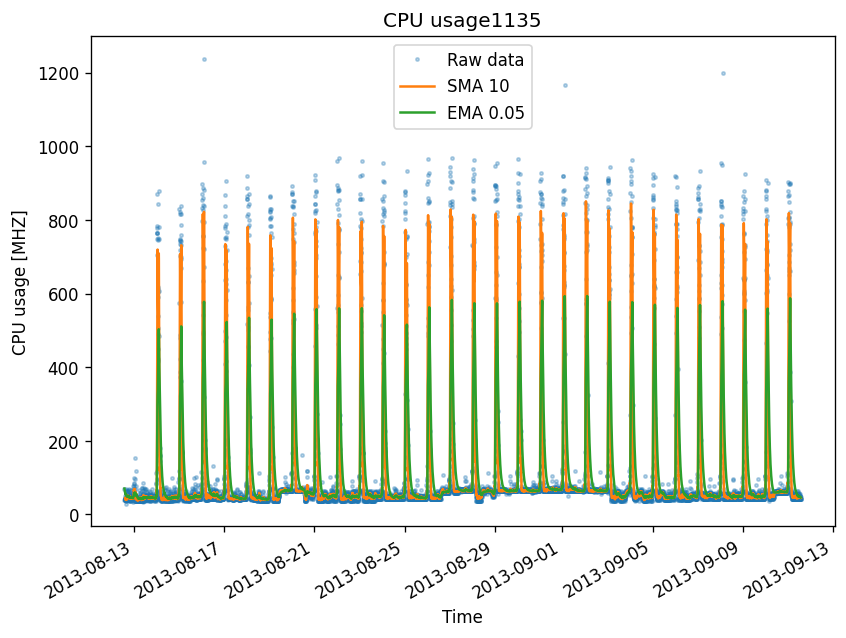 CPU usage1135
Raw data
SMA 10
EMA 0.05
CPU usage [MHZ]
1200
1000
800
600
400
200
0
2013-08-13
2013-08-17
2013-08-21
2013-08-25
2013-08-29
2013-09-01
2013-09-05
2013-09-09
2013-09-13
Time